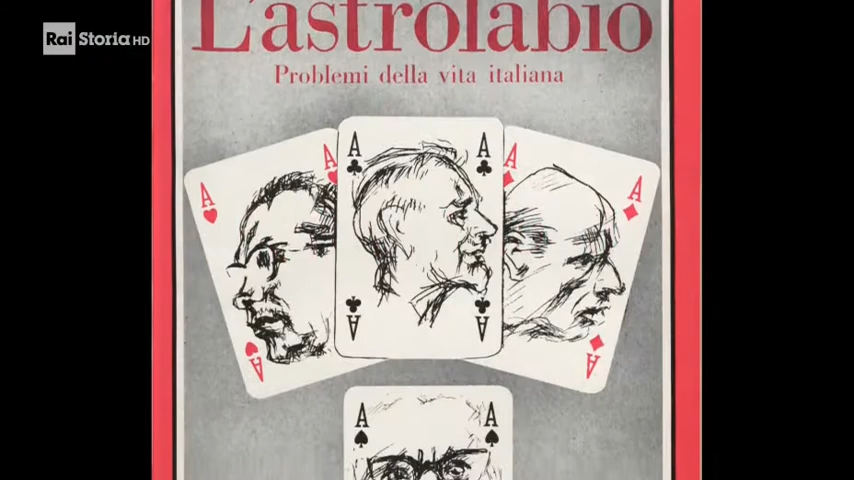 Rai Storia HD
L'astrolabio
Problemi della vita italiana
A A A A A A
A A A A
A A